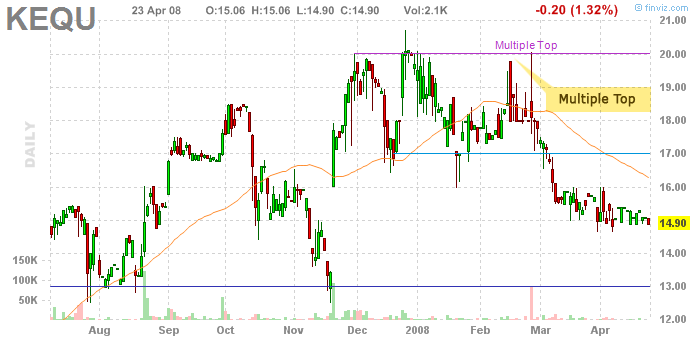 KEQU 23 Apr 08 O:15.06 H:15.06 L:14.90 C:14.90 Vol:2.1K -0.20 (1.32%)
© finviz.com
21.00
Multiple Top
20.00
19.00
Multiple Top
18.00
DAILY
17.00
16.00
14.90
150K
14.00
100K
13.00
50K
12.00
Aug Sep Oct Nov Dec 2008 Feb Mar Apr